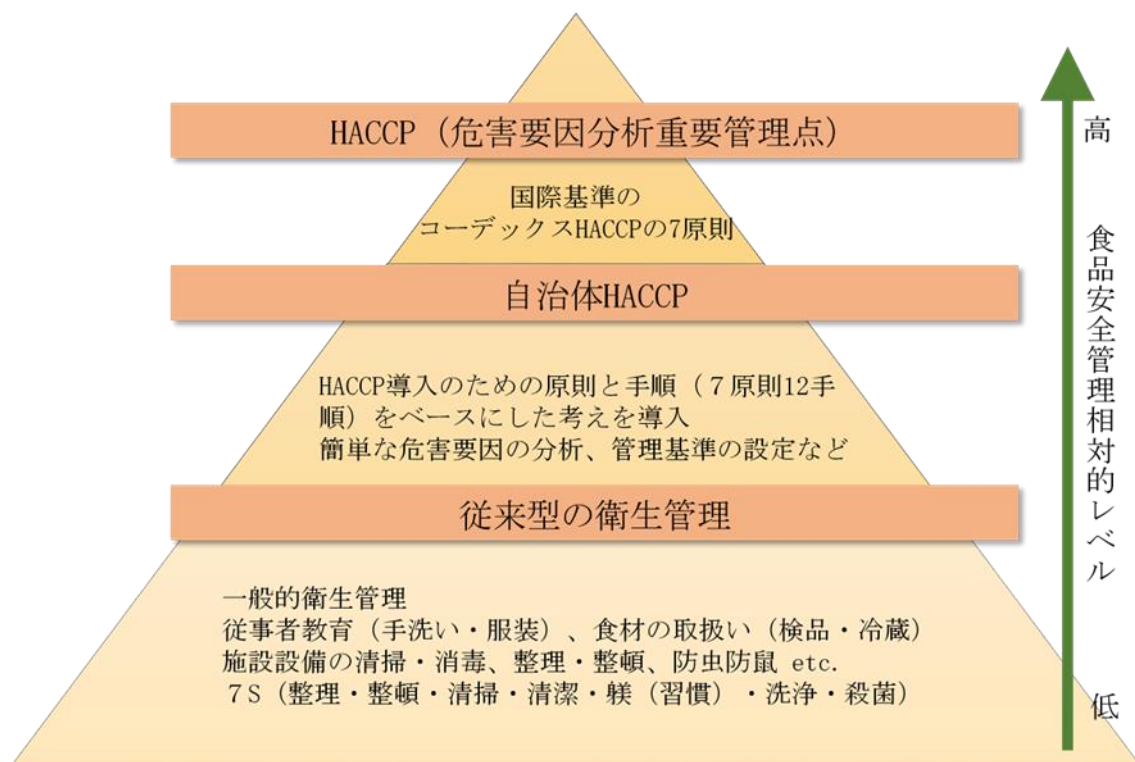 HACCP（危害要因分析重要管理点）
国際基準の
コーデックスHACCPの7原則
自治体HACCP
HACCP導入のための原則と手順（７原則12手
順）をベースにした考えを導入
簡単な危害要因の分析、管理基準の設定など
従来型の衛生管理
一般的衛生管理
従事者教育（手洗い・服装）、食材の取扱い（検品・冷蔵）
施設設備の清掃・消毒、整理・整頓、防虫防鼠 etc.
７S（整理・整頓・清掃・清潔・躾（習慣）・洗浄・殺菌）
高
食品安全管理相対的レベル
低